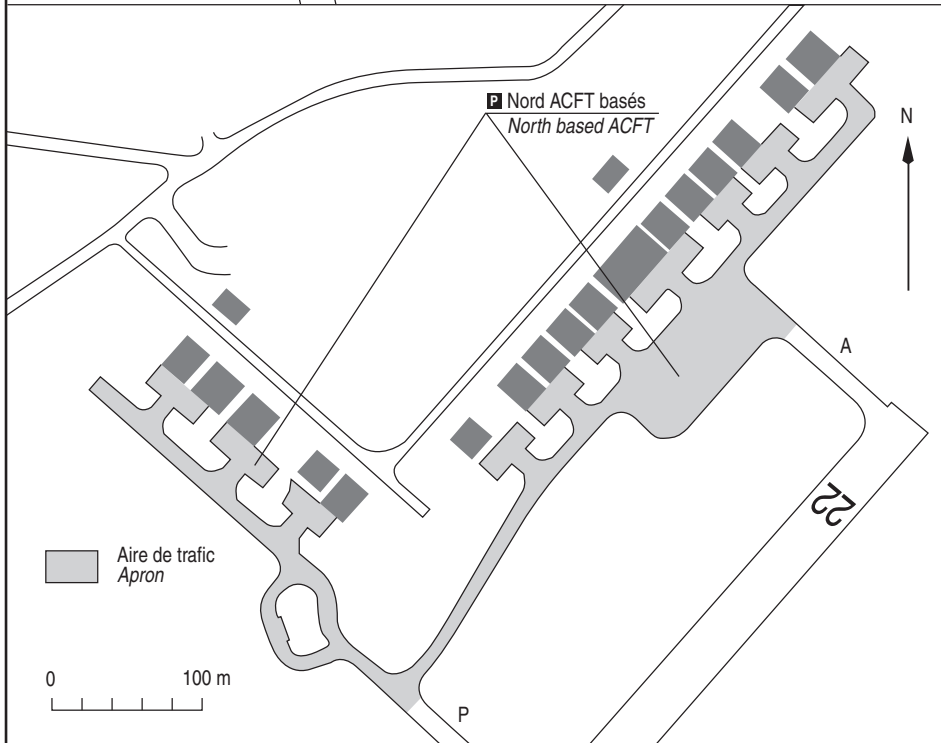 P Nord ACFT basés
North based ACFT
N
A
22
Aire de trafic
Apron
0 100 m
P